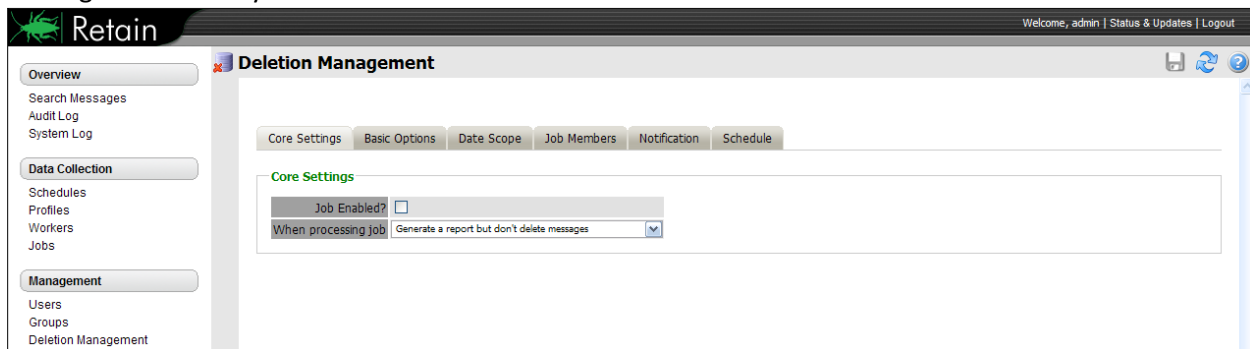 Retain
Welcome, admin | Status & Updates | Logout
Deletion Management
Overview
Search Messages
Audit Log
System Log
Data Collection
Schedules
Profiles
Workers
Jobs
Management
Users
Groups
Deletion Management
Core Settings Basic Options Date Scope Job Members Notification Schedule
Core Settings
Job Enabled?
When processing job Generate a report but don't delete messages